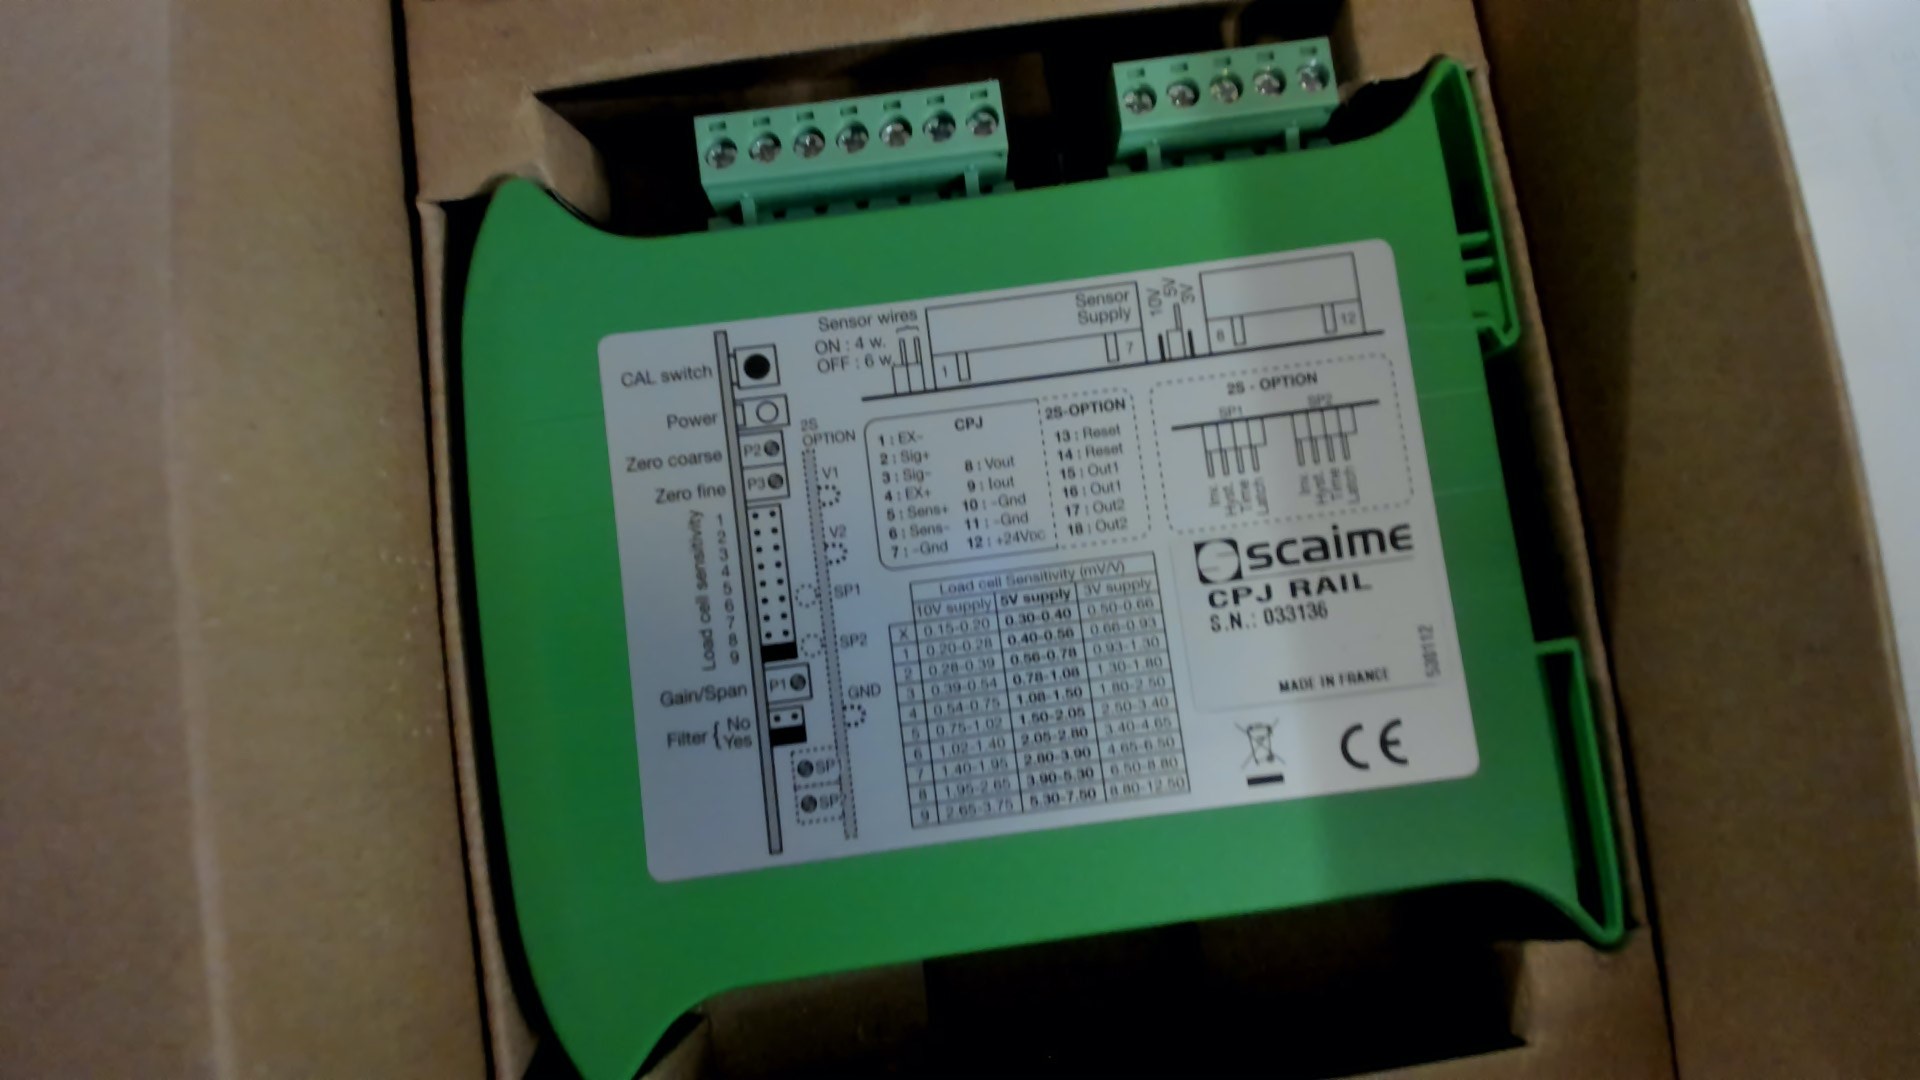 CAL switch
Power
Zero coarse
Zero fine
Load cell sensitivity
1
2
3
4
5
6
7
8
9
Gain/Span
Filter { No
Yes
P2
P3
P1
2S
OPTION
V1
V2
SP1
SP2
GND
SP
SP
Sensor wires
ON : 4 w.
OFF : 6 w.
Sensor
Supply
1
7
10V
5V
3V
8
12
CPJ
1 : EX-
2 : Sig+
3 : Sig-
4 : EX+
5 : Sens+
6 : Sens-
7 : -Gnd
8 : Vout
9 : Iout
10 : -Gnd
11 : -Gnd
12 : +24Vdc
2S-OPTION
13 : Reset
14 : Reset
15 : Out1
16 : Out1
17 : Out2
18 : Out2
2S - OPTION
SP1 SP2
Inv. Hyst. Time Latch
Inv. Hyst. Time Latch
Load cell Sensitivity (mV/V)
10V supply 5V supply 3V supply
X 0.15-0.20 0.30-0.40 0.50-0.66
1 0.20-0.28 0.40-0.56 0.66-0.93
2 0.28-0.39 0.56-0.78 0.93-1.30
3 0.39-0.54 0.78-1.08 1.30-1.80
4 0.54-0.75 1.08-1.50 1.80-2.50
5 0.75-1.02 1.50-2.05 2.50-3.40
6 1.02-1.40 2.05-2.80 3.40-4.65
7 1.40-1.95 2.80-3.90 4.65-6.50
8 1.95-2.65 3.90-5.30 6.50-8.80
9 2.65-3.75 5.30-7.50 8.80-12.50
scaime
CPJ RAIL
S.N.: 033136
MADE IN FRANCE
CE